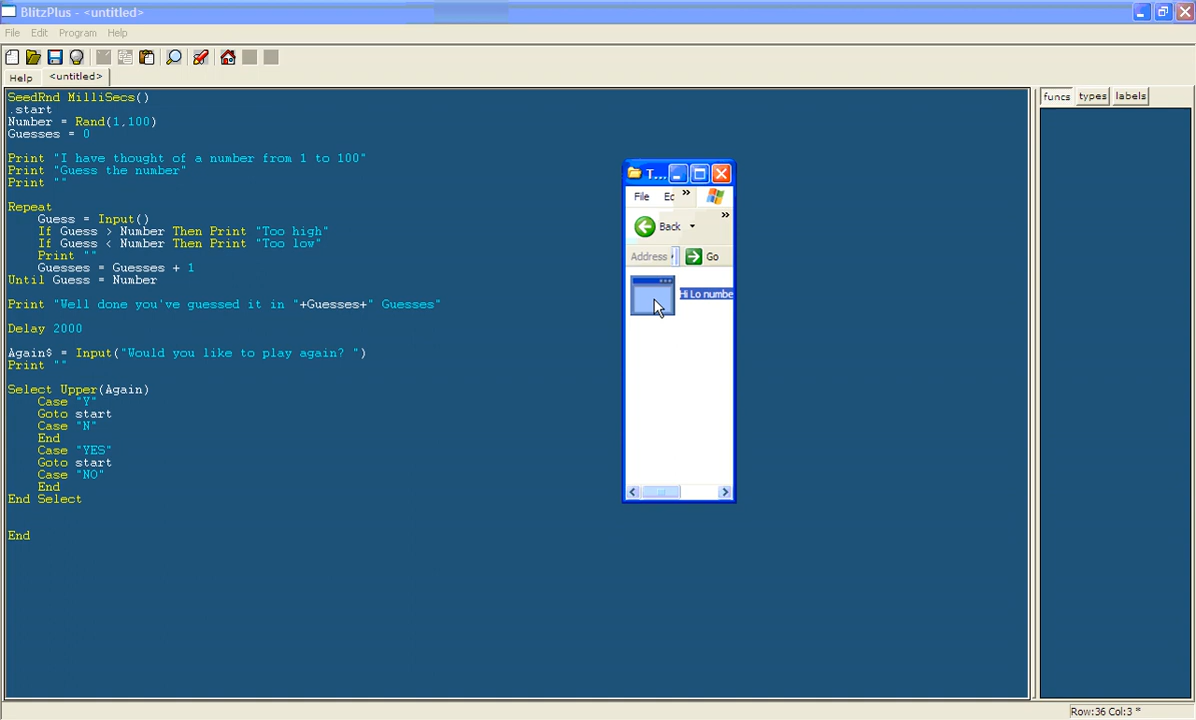 BlitzPlus - <untitled>
File Edit Program Help
Help <untitled>
SeedRnd MilliSecs()
.start
Number = Rand(1,100)
Guesses = 0
Print "I have thought of a number from 1 to 100"
Print "Guess the number"
Print ""
Repeat
Guess = Input()
If Guess > Number Then Print "Too high"
If Guess < Number Then Print "Too low"
Print ""
Guesses = Guesses + 1
Until Guess = Number
Print "Well done you've guessed it in "+Guesses+" Guesses"
Delay 2000
Again$ = Input("Would you like to play again? ")
Print ""
Select Upper(Again)
Case "Y"
Goto start
Case "N"
End
Case "YES"
Goto start
Case "NO"
End
End Select
End
T...
File Ec »
Back »
Address Go
Hi Lo numbe
funcs types labels
Row:36 Col:3 *